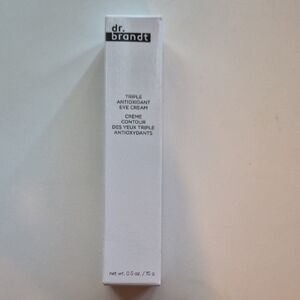 dr.
brandt
TRIPLE
ANTIOXIDANT
EYE CREAM
CRÈME
CONTOUR
DES YEUX TRIPLE
ANTIOXYDANTS
net wt. 0.5 oz. / 15 g